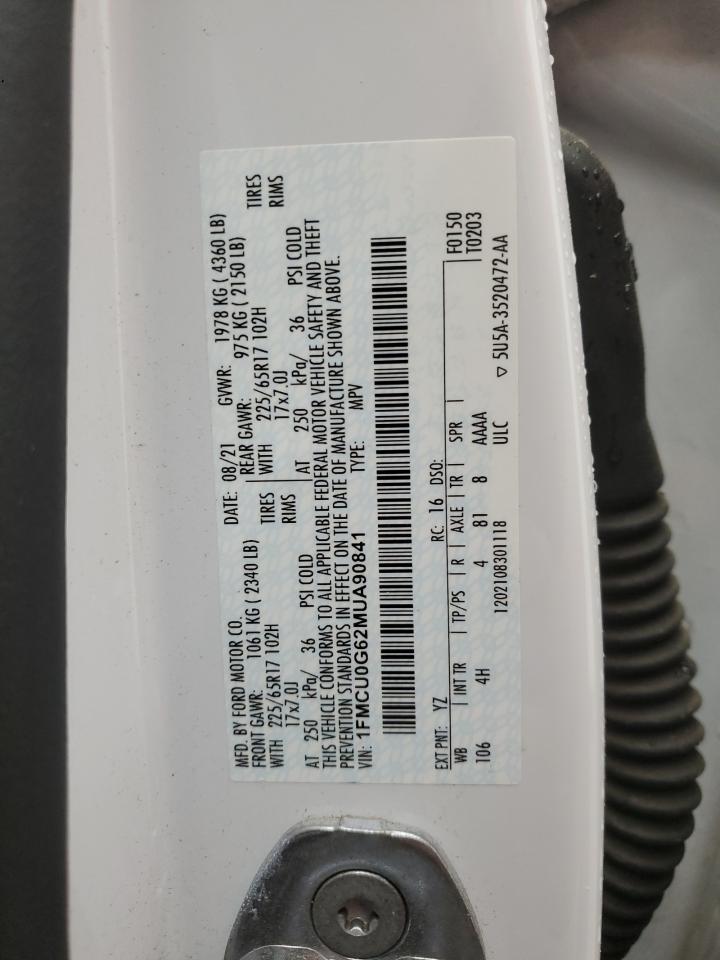 MFD. BY FORD MOTOR CO. DATE: 08/21 GVWR: 1978 KG ( 4360 LB)
FRONT GAWR: 1061 KG ( 2340 LB) REAR GAWR: 975 KG ( 2150 LB)
WITH 225/65R17 102H TIRES WITH 225/65R17 102H TIRES
17x7.0J RIMS 17x7.0J RIMS
AT 250 kPa/ 36 PSI COLD AT 250 kPa/ 36 PSI COLD
THIS VEHICLE CONFORMS TO ALL APPLICABLE FEDERAL MOTOR VEHICLE SAFETY AND THEFT
PREVENTION STANDARDS IN EFFECT ON THE DATE OF MANUFACTURE SHOWN ABOVE.
VIN: 1FMCU0G62MUA90841 TYPE: MPV
EXT PNT: YZ RC: 16 DSO: F0150
WB INT TR TP/PS R AXLE TR SPR T0203
106 4H 4 81 8 AAAA
1202108301118 ULC ▽ 5U5A-3520472-AA